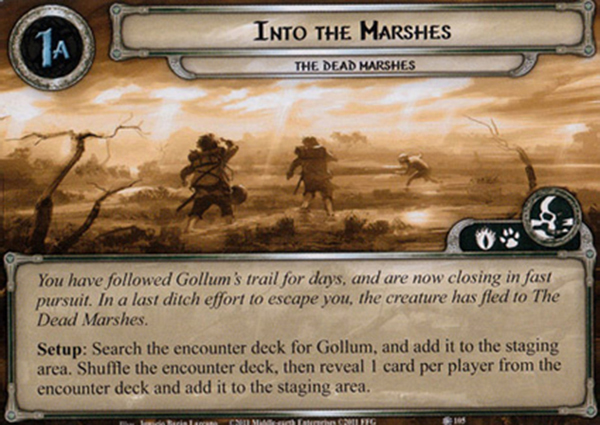 1A
INTO THE MARSHES
THE DEAD MARSHES
You have followed Gollum's trail for days, and are now closing in fast
pursuit. In a last ditch effort to escape you, the creature has fled to The
Dead Marshes.
Setup: Search the encounter deck for Gollum, and add it to the staging
area. Shuffle the encounter deck, then reveal 1 card per player from the
encounter deck and add it to the staging area.
©2011 Middle-earth Enterprises ©2011 FFG
105